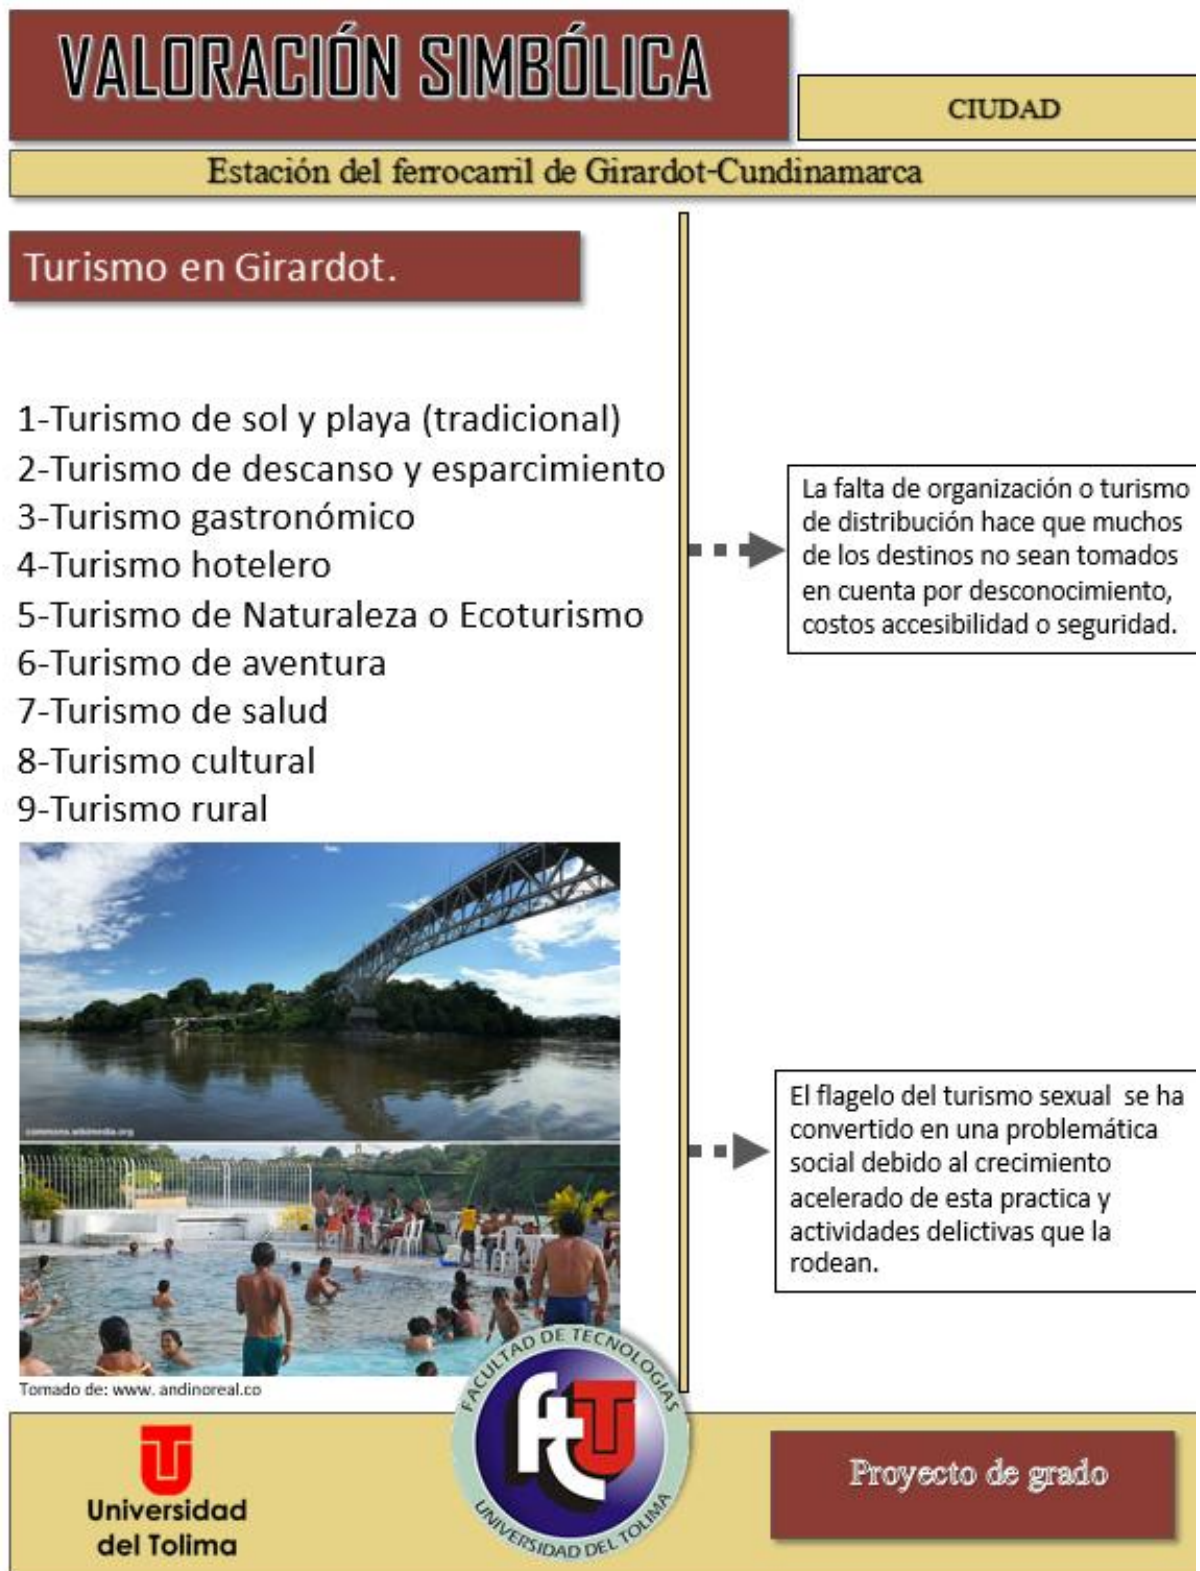 VALORACIÓN SIMBÓLICA
CIUDAD
Estación del ferrocarril de Girardot-Cundinamarca
Turismo en Girardot.
1-Turismo de sol y playa (tradicional)
2-Turismo de descanso y esparcimiento
3-Turismo gastronómico
4-Turismo hotelero
5-Turismo de Naturaleza o Ecoturismo
6-Turismo de aventura
7-Turismo de salud
8-Turismo cultural
9-Turismo rural
La falta de organización o turismo
de distribución hace que muchos
de los destinos no sean tomados
en cuenta por desconocimiento,
costos accesibilidad o seguridad.
commons.wikimedia.org
El flagelo del turismo sexual se ha
convertido en una problemática
social debido al crecimiento
acelerado de esta practica y
actividades delictivas que la
rodean.
Tomado de: www. andinoreal.co
Universidad
del Tolima
FACULTAD DE TECNOLOGIAS
UNIVERSIDAD DEL TOLIMA
Proyecto de grado